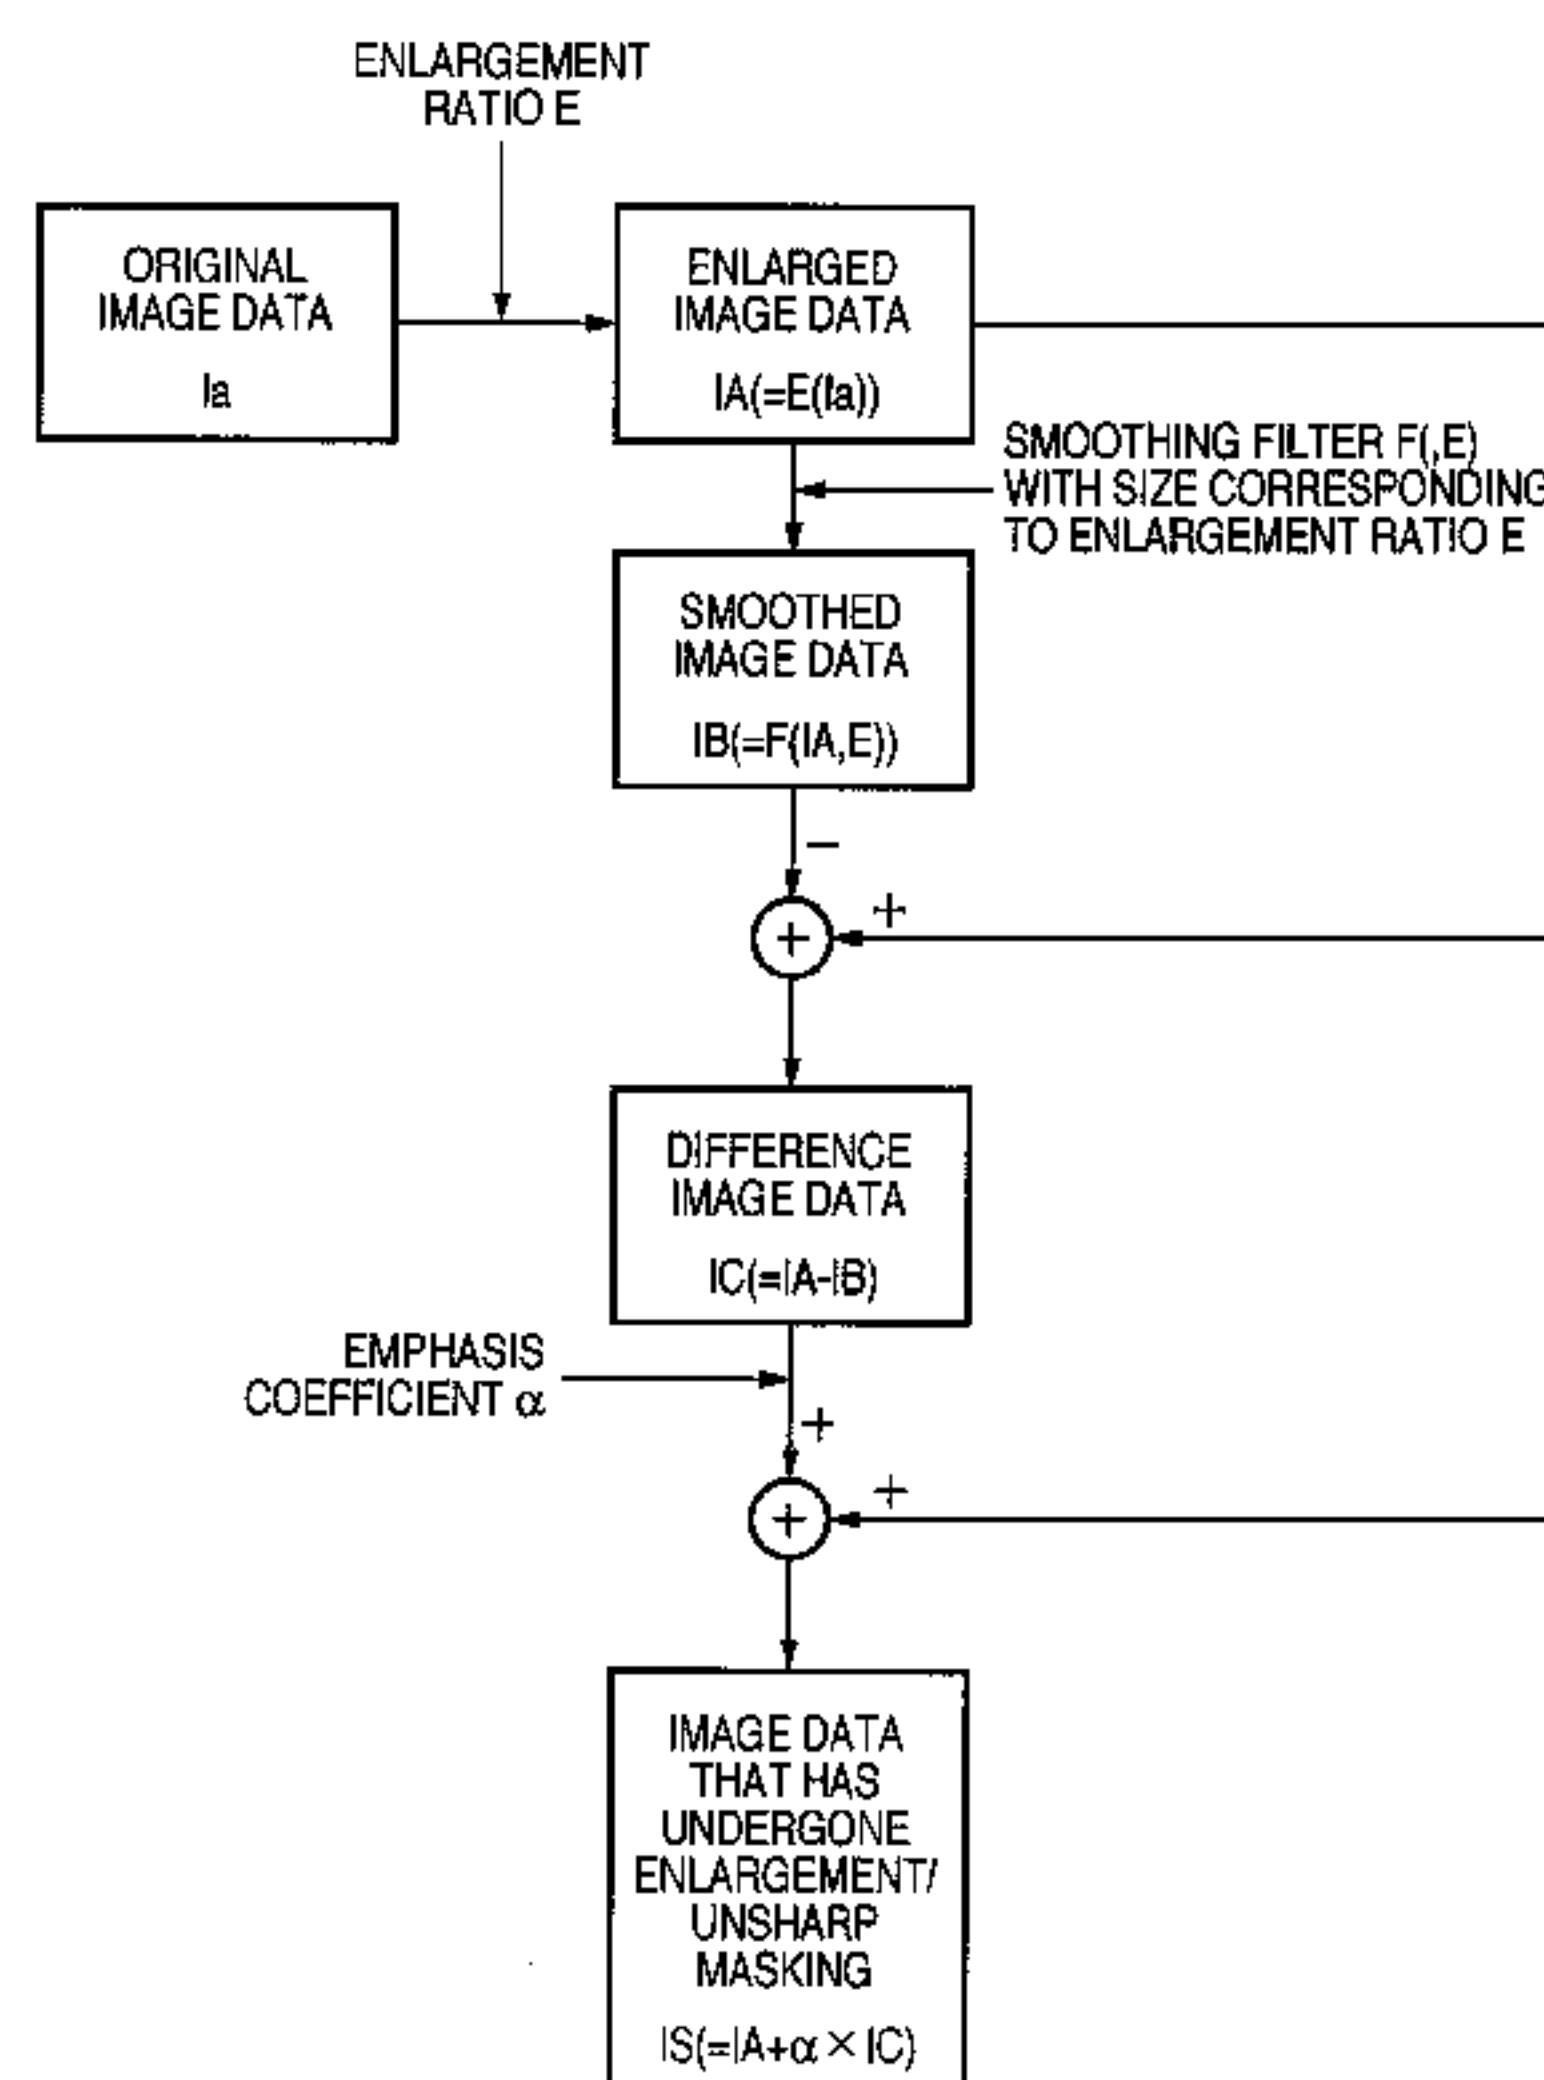 ENLARGEMENT
RATIO E
ORIGINAL
IMAGE DATA
Ia
ENLARGED
IMAGE DATA
IA(=E(Ia))
SMOOTHING FILTER F(,E)
WITH SIZE CORRESPONDING
TO ENLARGEMENT RATIO E
SMOOTHED
IMAGE DATA
IB(=F(IA,E))
−
+
+
DIFFERENCE
IMAGE DATA
IC(=IA-IB)
EMPHASIS
COEFFICIENT α
+
+
+
IMAGE DATA
THAT HAS
UNDERGONE
ENLARGEMENT/
UNSHARP
MASKING
IS(=IA+α×IC)